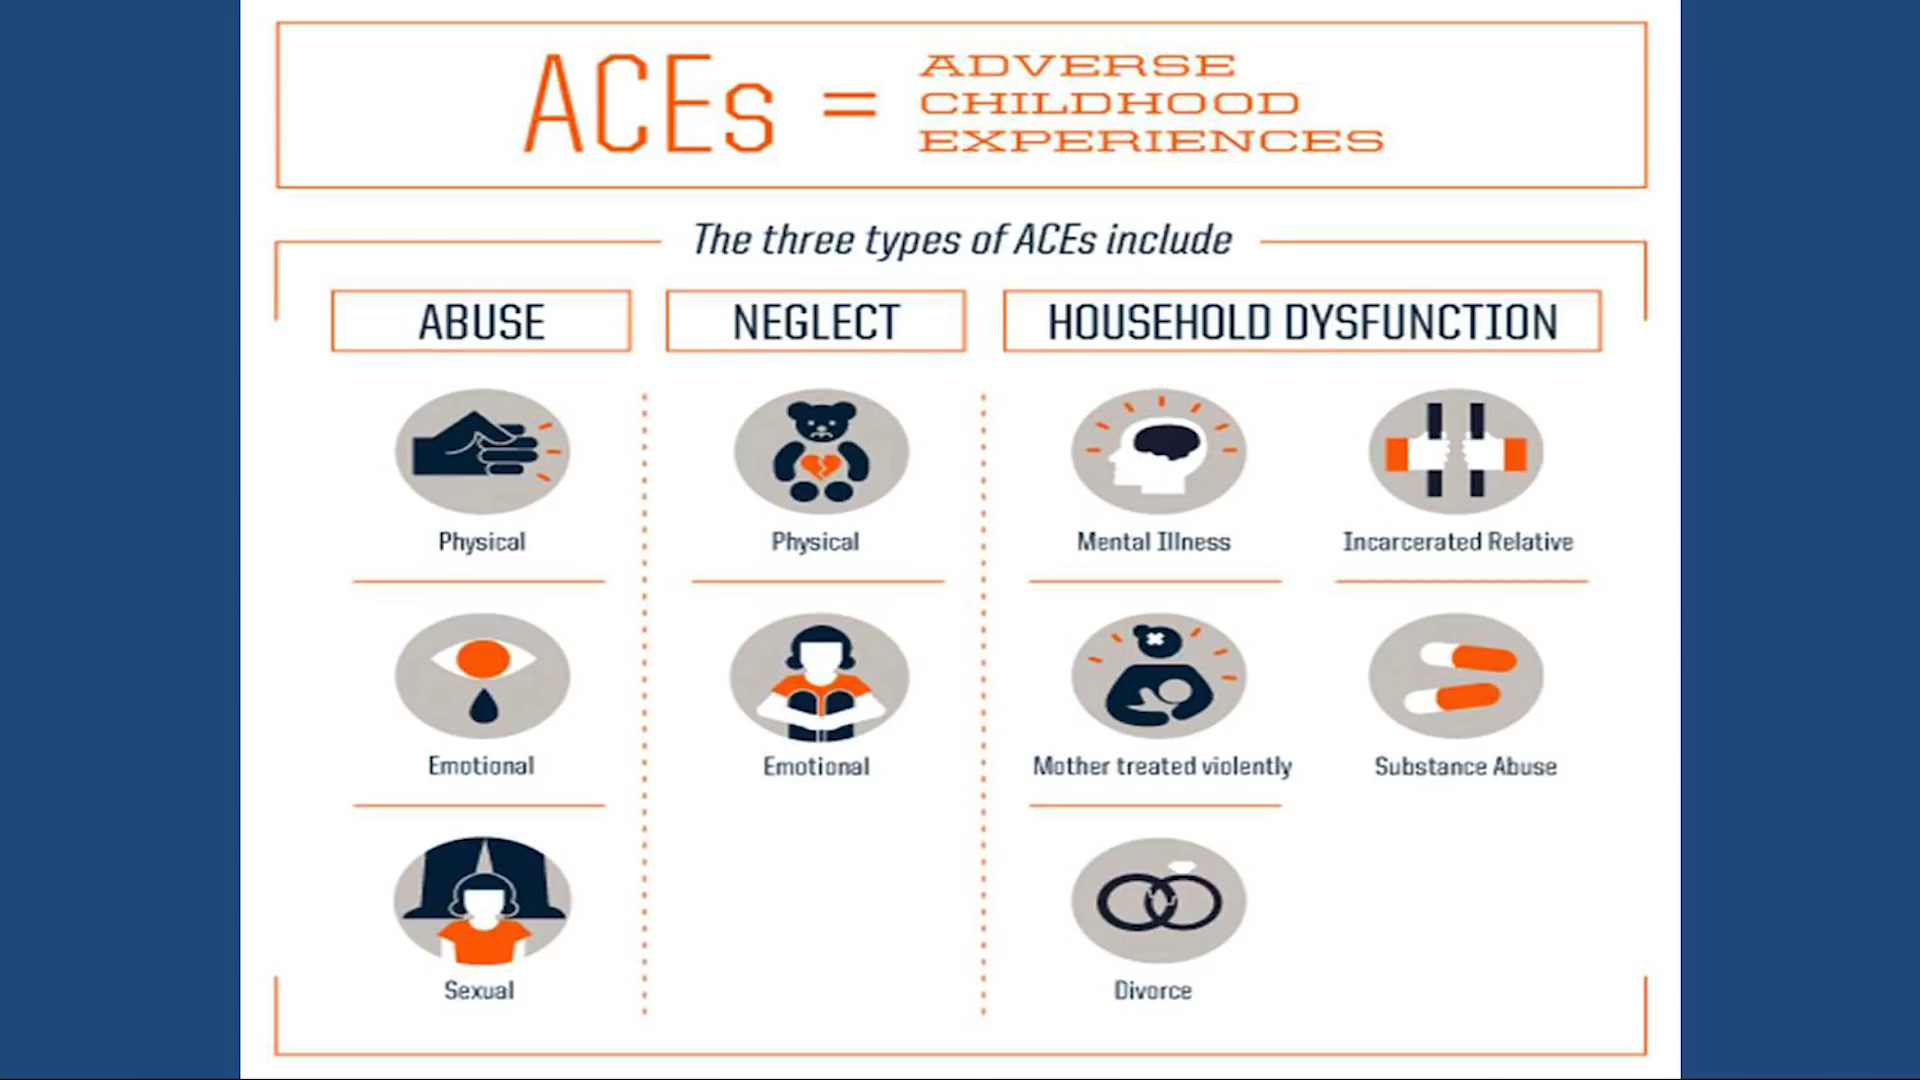 ACEs = ADVERSE
CHILDHOOD
EXPERIENCES
The three types of ACEs include
ABUSE
Physical
Emotional
Sexual
NEGLECT
Physical
Emotional
HOUSEHOLD DYSFUNCTION
Mental Illness
Incarcerated Relative
Mother treated violently
Substance Abuse
Divorce